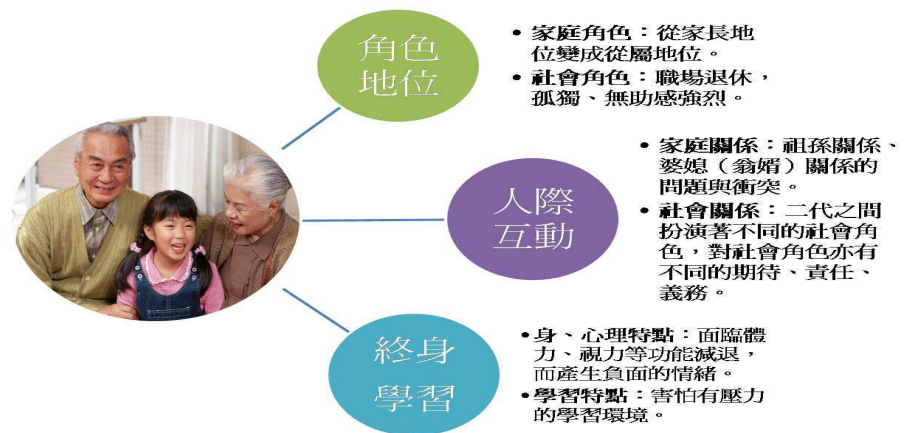 角色
地位
• 家庭角色：從家長地
位變成從屬地位。
• 社會角色：職場退休，
孤獨、無助感強烈。
人際
互動
• 家庭關係：祖孫關係、
婆媳（翁婿）關係的
問題與衝突。
• 社會關係：二代之間
扮演著不同的社會角
色，對社會角色亦有
不同的期待、責任、
義務。
終身
學習
• 身、心理特點：面臨體
力、視力等功能減退，
而產生負面的情緒。
• 學習特點：害怕有壓力
的學習環境。